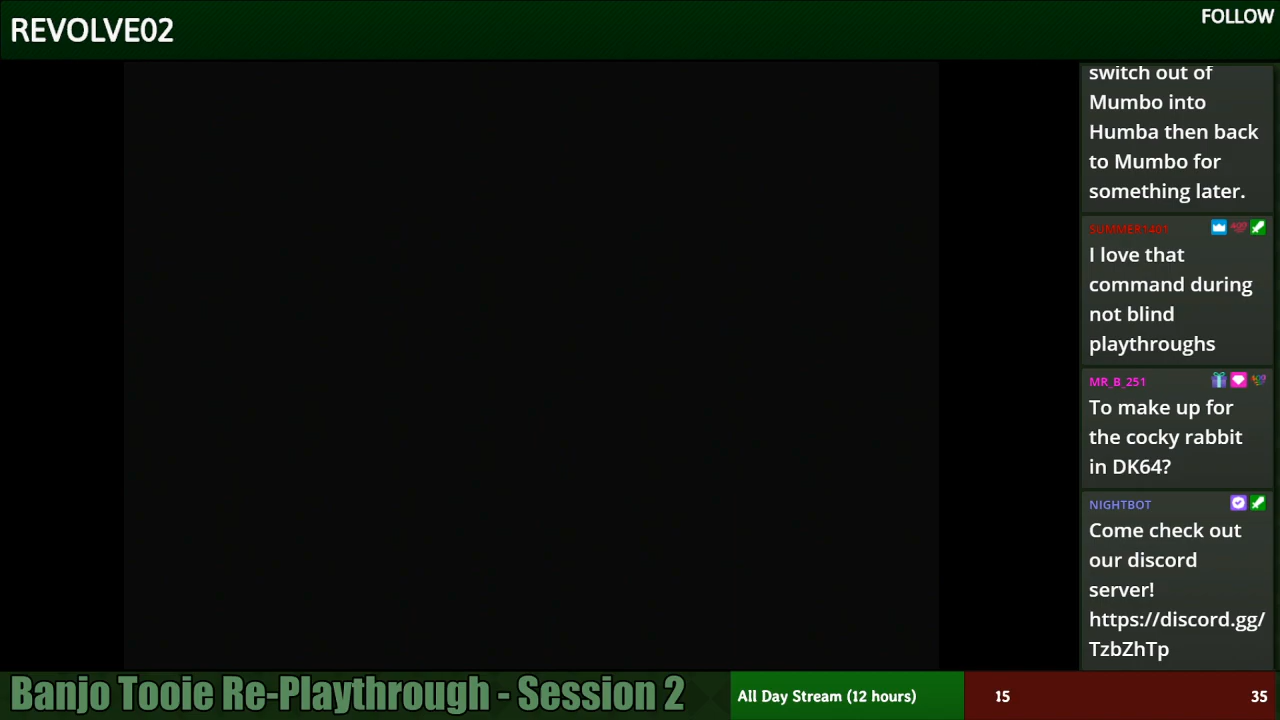 REVOLVE02
FOLLOW
switch out of
Mumbo into
Humba then back
to Mumbo for
something later.
SUMMER1401
I love that
command during
not blind
playthroughs
MR_B_251
To make up for
the cocky rabbit
in DK64?
NIGHTBOT
Come check out
our discord
server!
https://discord.gg/
TzbZhTp
Banjo Tooie Re-Playthrough - Session 2
All Day Stream (12 hours)
15
35